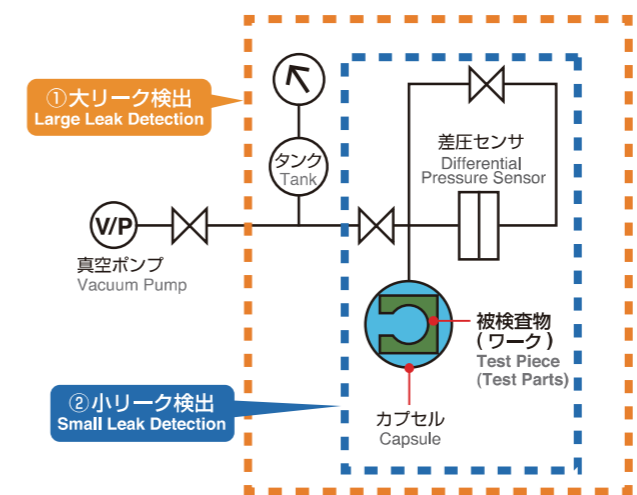 ①大リーク検出
Large Leak Detection
タンク
Tank
差圧センサ
Differential
Pressure Sensor
V/P
真空ポンプ
Vacuum Pump
被検査物
(ワーク)
Test Piece
(Test Parts)
②小リーク検出
Small Leak Detection
カプセル
Capsule